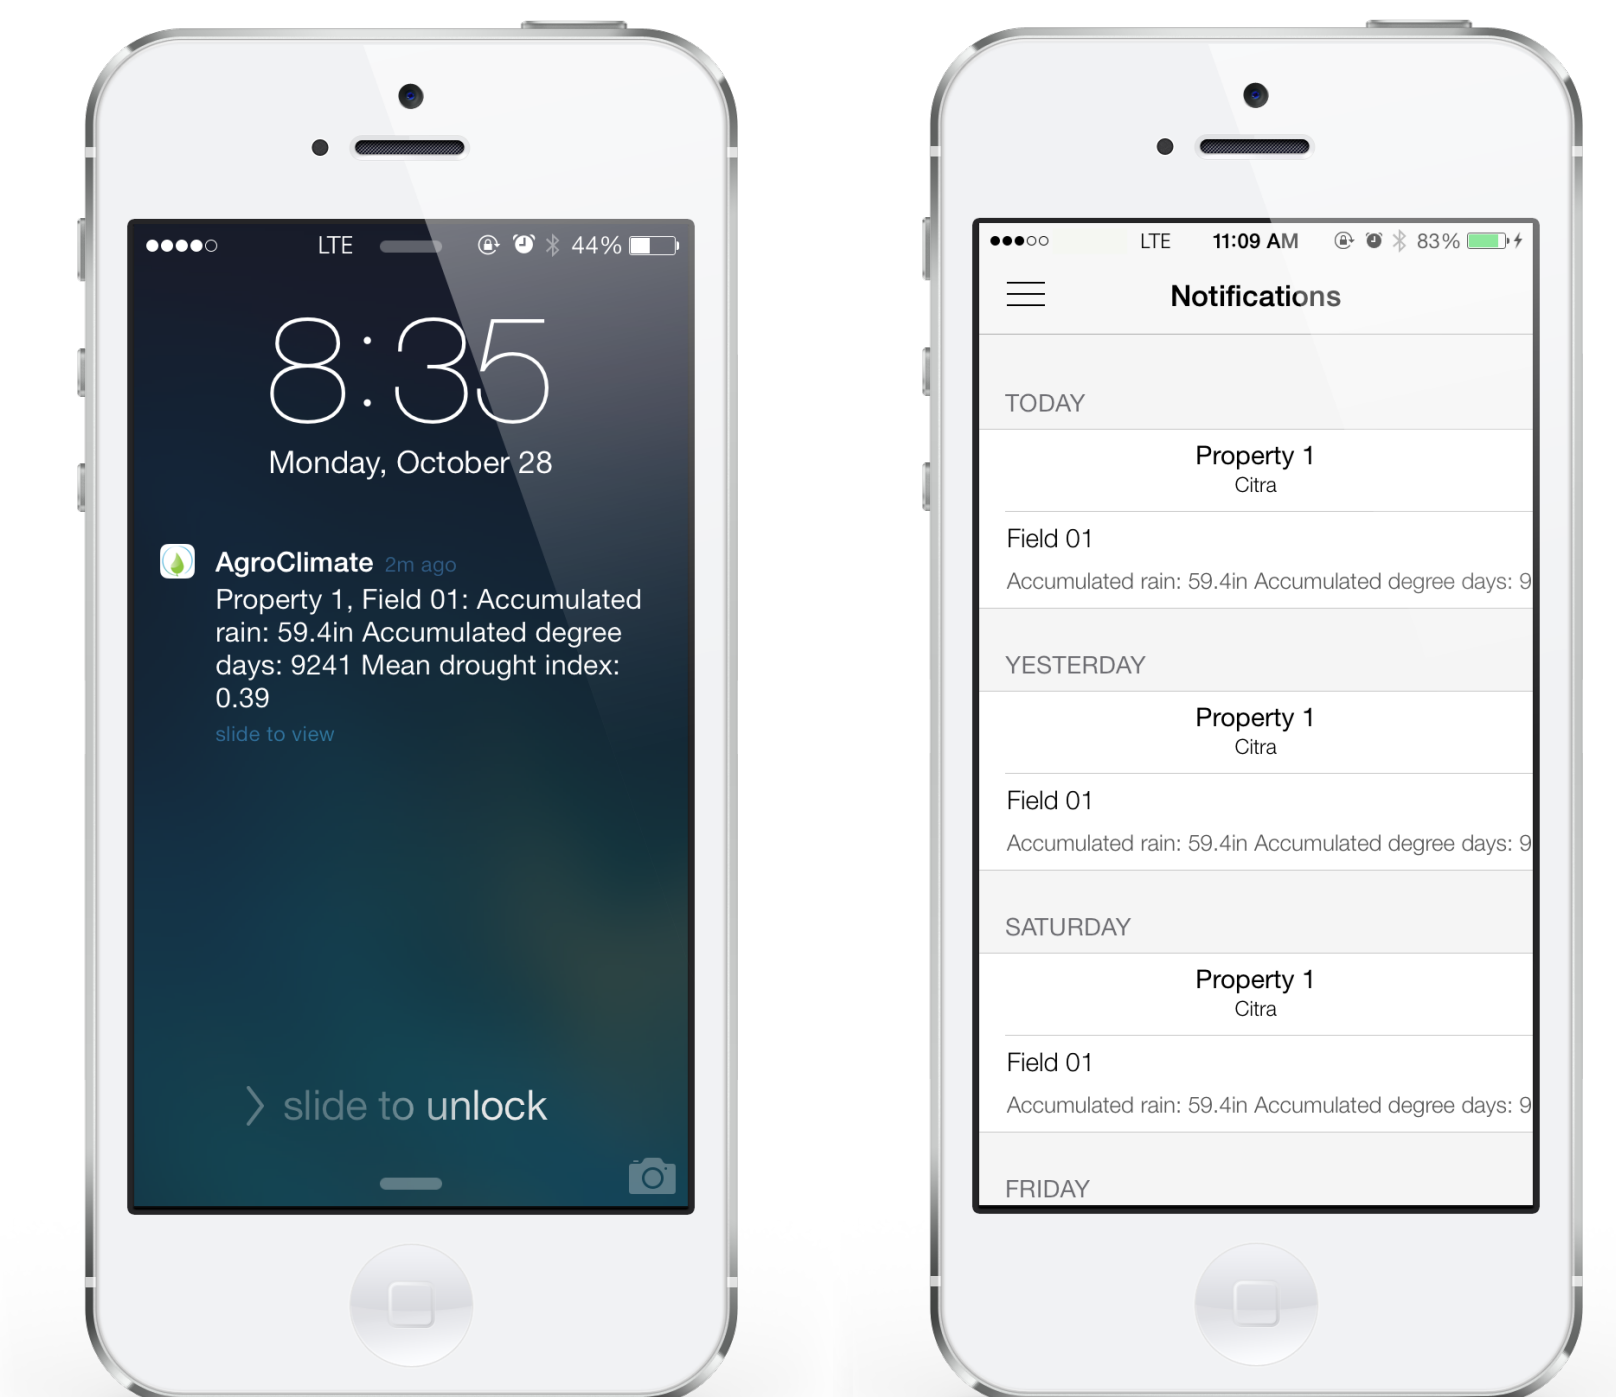 LTE
44%
8:35
Monday, October 28
AgroClimate 2m ago
Property 1, Field 01: Accumulated
rain: 59.4in Accumulated degree
days: 9241 Mean drought index:
0.39
slide to view
slide to unlock
LTE 11:09 AM 83%
Notifications
TODAY
Property 1
Citra
Field 01
Accumulated rain: 59.4in Accumulated degree days: 9
YESTERDAY
Property 1
Citra
Field 01
Accumulated rain: 59.4in Accumulated degree days: 9
SATURDAY
Property 1
Citra
Field 01
Accumulated rain: 59.4in Accumulated degree days: 9
FRIDAY